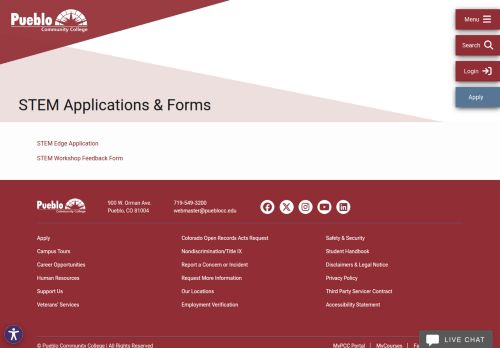 Pueblo
Community College
Menu
Search
Login
Apply
STEM Applications & Forms
STEM Edge Application
STEM Workshop Feedback Form
Pueblo
Community College
900 W. Orman Ave.
Pueblo, CO 81004
719-549-3200
webmaster@pueblocc.edu
Apply
Campus Tours
Career Opportunities
Human Resources
Support Us
Veterans' Services
Colorado Open Records Acts Request
Nondiscrimination/Title IX
Report a Concern or Incident
Request More Information
Our Locations
Employment Verification
Safety & Security
Student Handbook
Disclaimers & Legal Notice
Privacy Policy
Third Party Servicer Contract
Accessibility Statement
© Pueblo Community College | All Rights Reserved
MyPCC Portal
MyCourses
LIVE CHAT